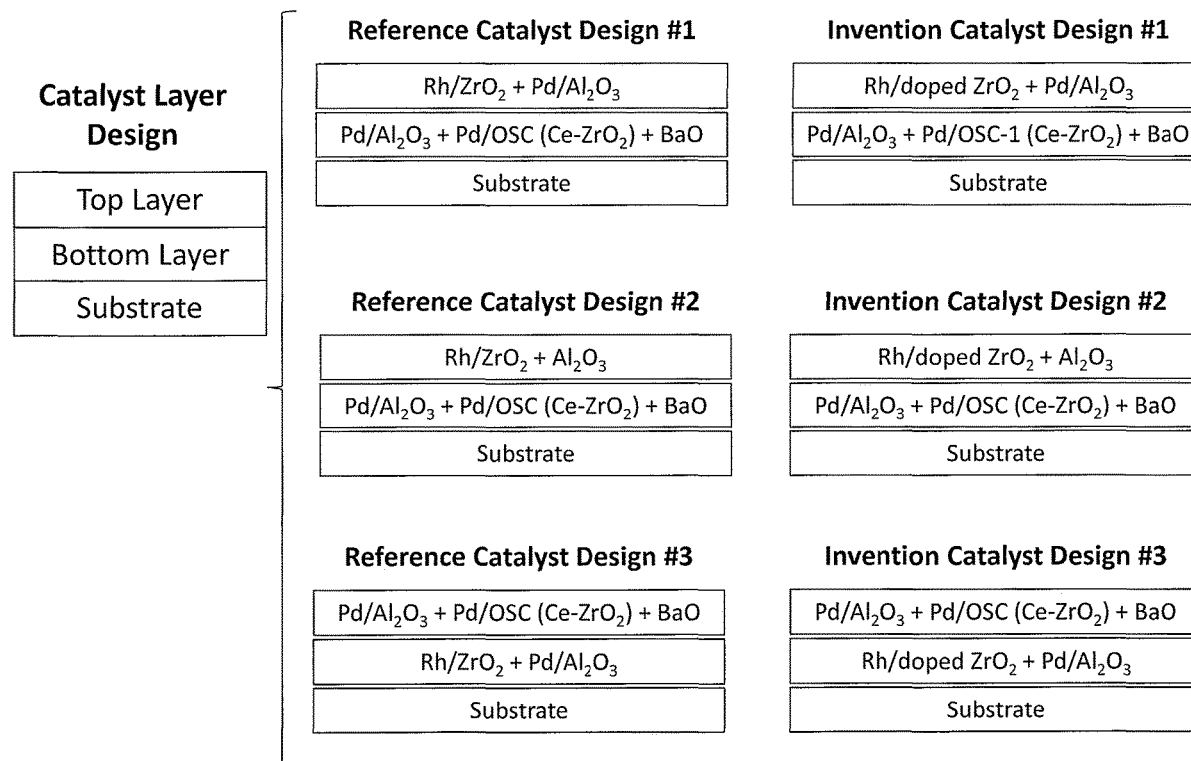 Catalyst Layer
Design
Top Layer
Bottom Layer
Substrate
Reference Catalyst Design #1
Rh/ZrO₂ + Pd/Al₂O₃
Pd/Al₂O₃ + Pd/OSC (Ce-ZrO₂) + BaO
Substrate
Invention Catalyst Design #1
Rh/doped ZrO₂ + Pd/Al₂O₃
Pd/Al₂O₃ + Pd/OSC-1 (Ce-ZrO₂) + BaO
Substrate
Reference Catalyst Design #2
Rh/ZrO₂ + Al₂O₃
Pd/Al₂O₃ + Pd/OSC (Ce-ZrO₂) + BaO
Substrate
Invention Catalyst Design #2
Rh/doped ZrO₂ + Al₂O₃
Pd/Al₂O₃ + Pd/OSC (Ce-ZrO₂) + BaO
Substrate
Reference Catalyst Design #3
Pd/Al₂O₃ + Pd/OSC (Ce-ZrO₂) + BaO
Rh/ZrO₂ + Pd/Al₂O₃
Substrate
Invention Catalyst Design #3
Pd/Al₂O₃ + Pd/OSC (Ce-ZrO₂) + BaO
Rh/doped ZrO₂ + Pd/Al₂O₃
Substrate